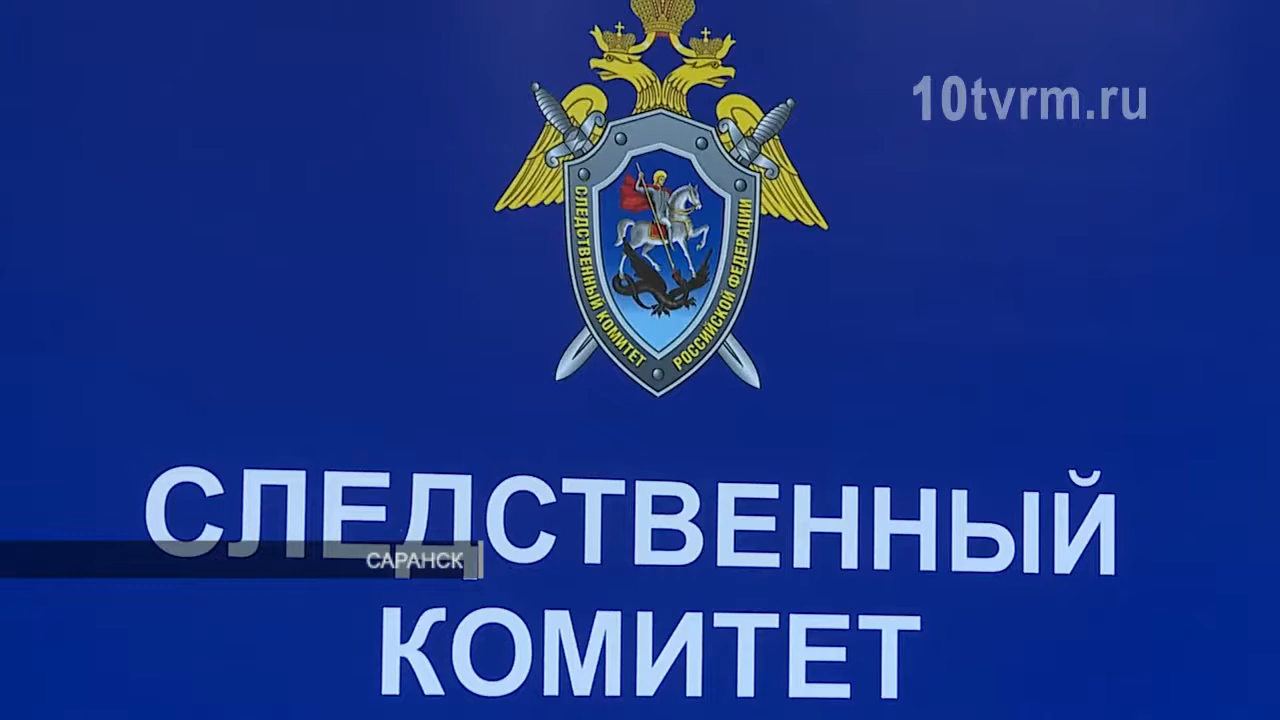 10tvrm.ru
СЛЕДСТВЕННЫЙ КОМИТЕТ
РОССИЙСКОЙ ФЕДЕРАЦИИ
СЛЕДСТВЕННЫЙ
САРАНСК
КОМИТЕТ